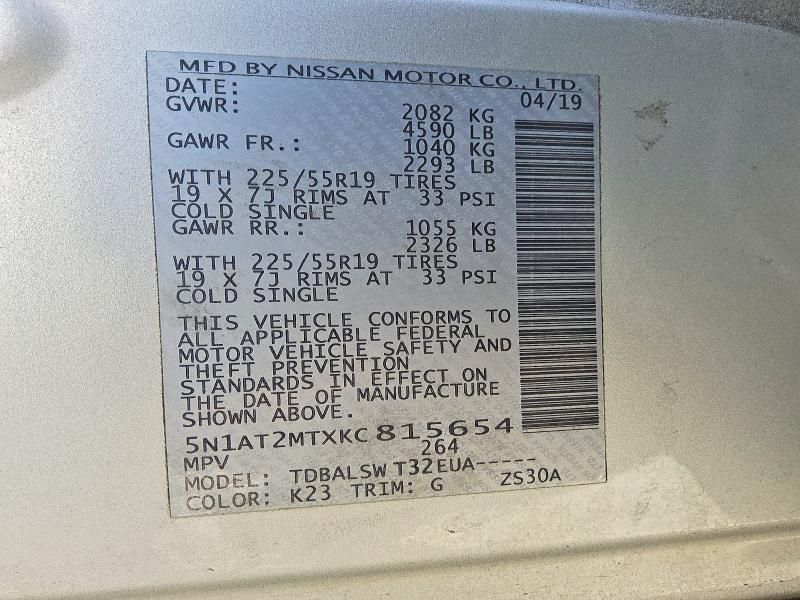 MFD BY NISSAN MOTOR CO., LTD.
DATE: 04/19
GVWR: 2082 KG
4590 LB
GAWR FR.: 1040 KG
2293 LB
WITH 225/55R19 TIRES
19 X 7J RIMS AT 33 PSI
COLD SINGLE
GAWR RR.: 1055 KG
2326 LB
WITH 225/55R19 TIRES
19 X 7J RIMS AT 33 PSI
COLD SINGLE
THIS VEHICLE CONFORMS TO
ALL APPLICABLE FEDERAL
MOTOR VEHICLE SAFETY AND
THEFT PREVENTION
STANDARDS IN EFFECT ON
THE DATE OF MANUFACTURE
SHOWN ABOVE.
5N1AT2MTXKC815654
MPV 264
MODEL: TDBALSW T32EUA-----
COLOR: K23 TRIM: G ZS30A